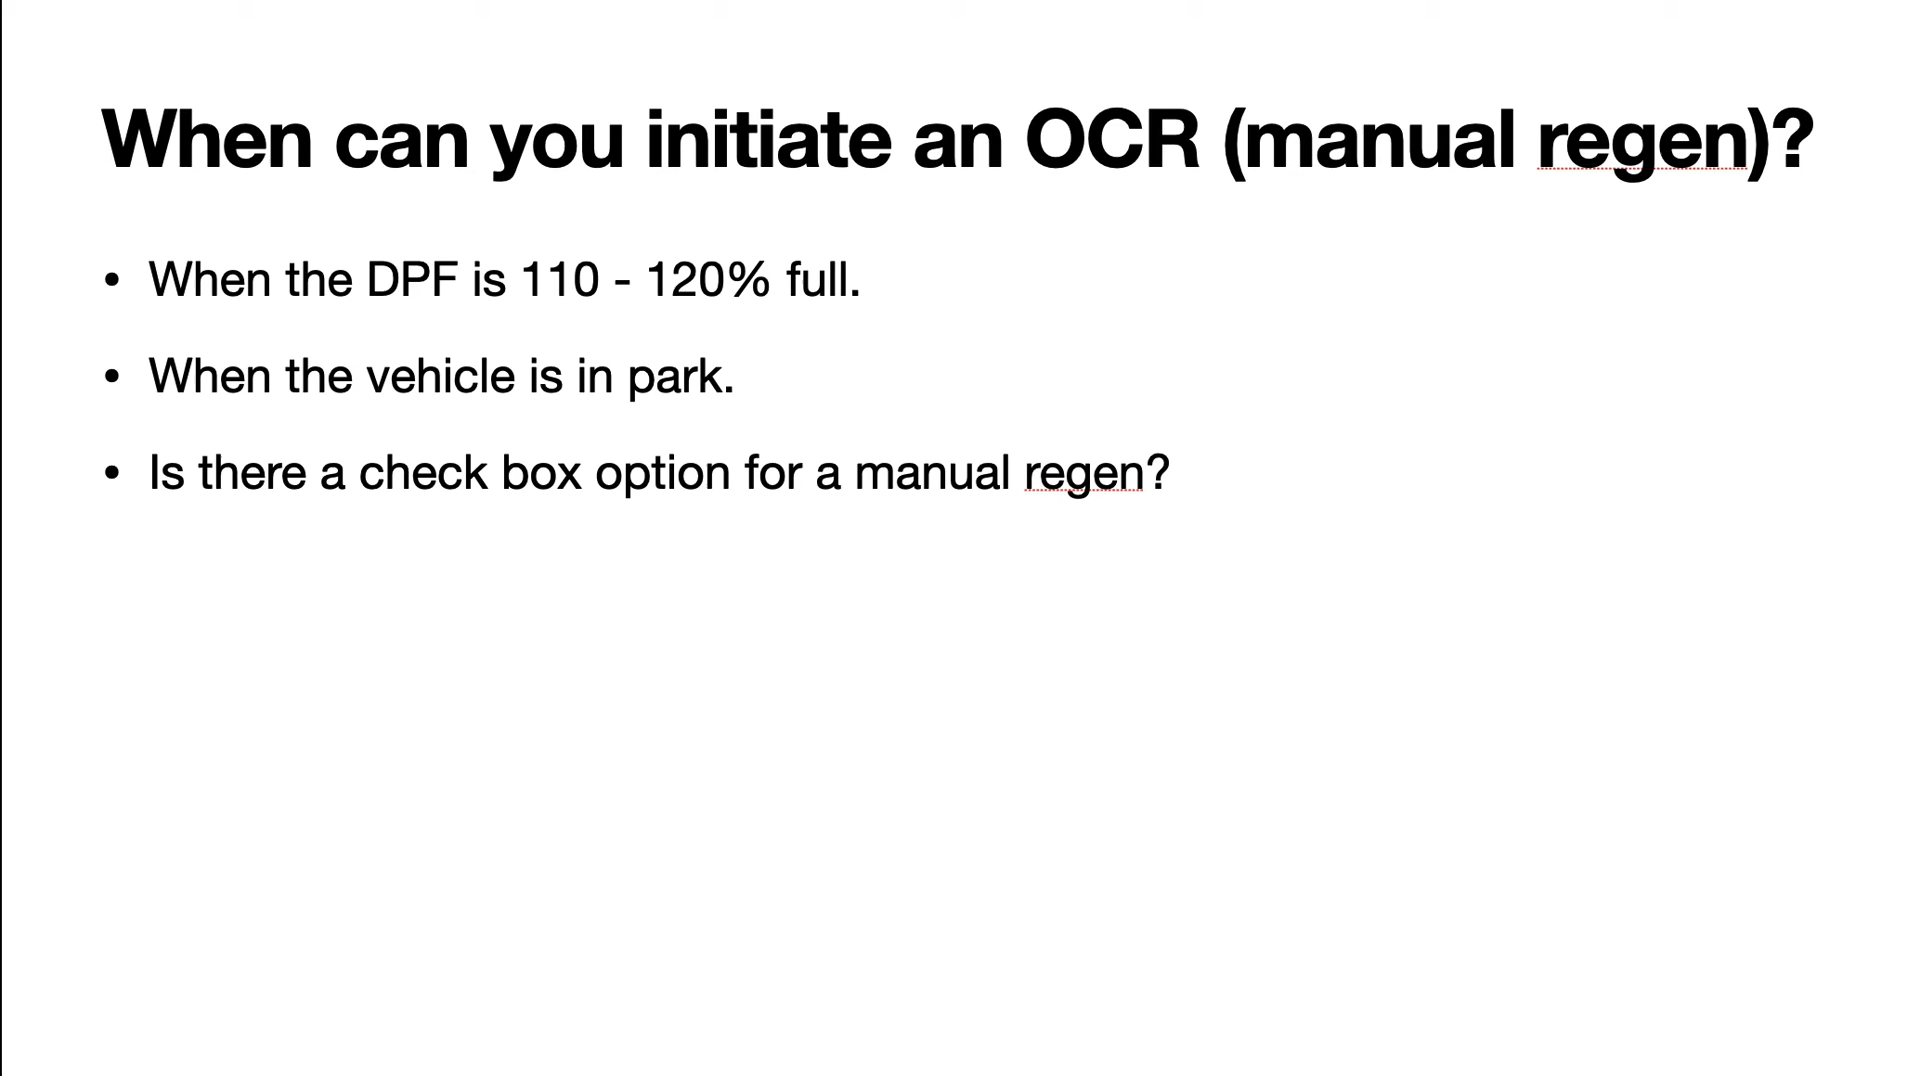 When can you initiate an OCR (manual regen)?
• When the DPF is 110 - 120% full.
• When the vehicle is in park.
• Is there a check box option for a manual regen?